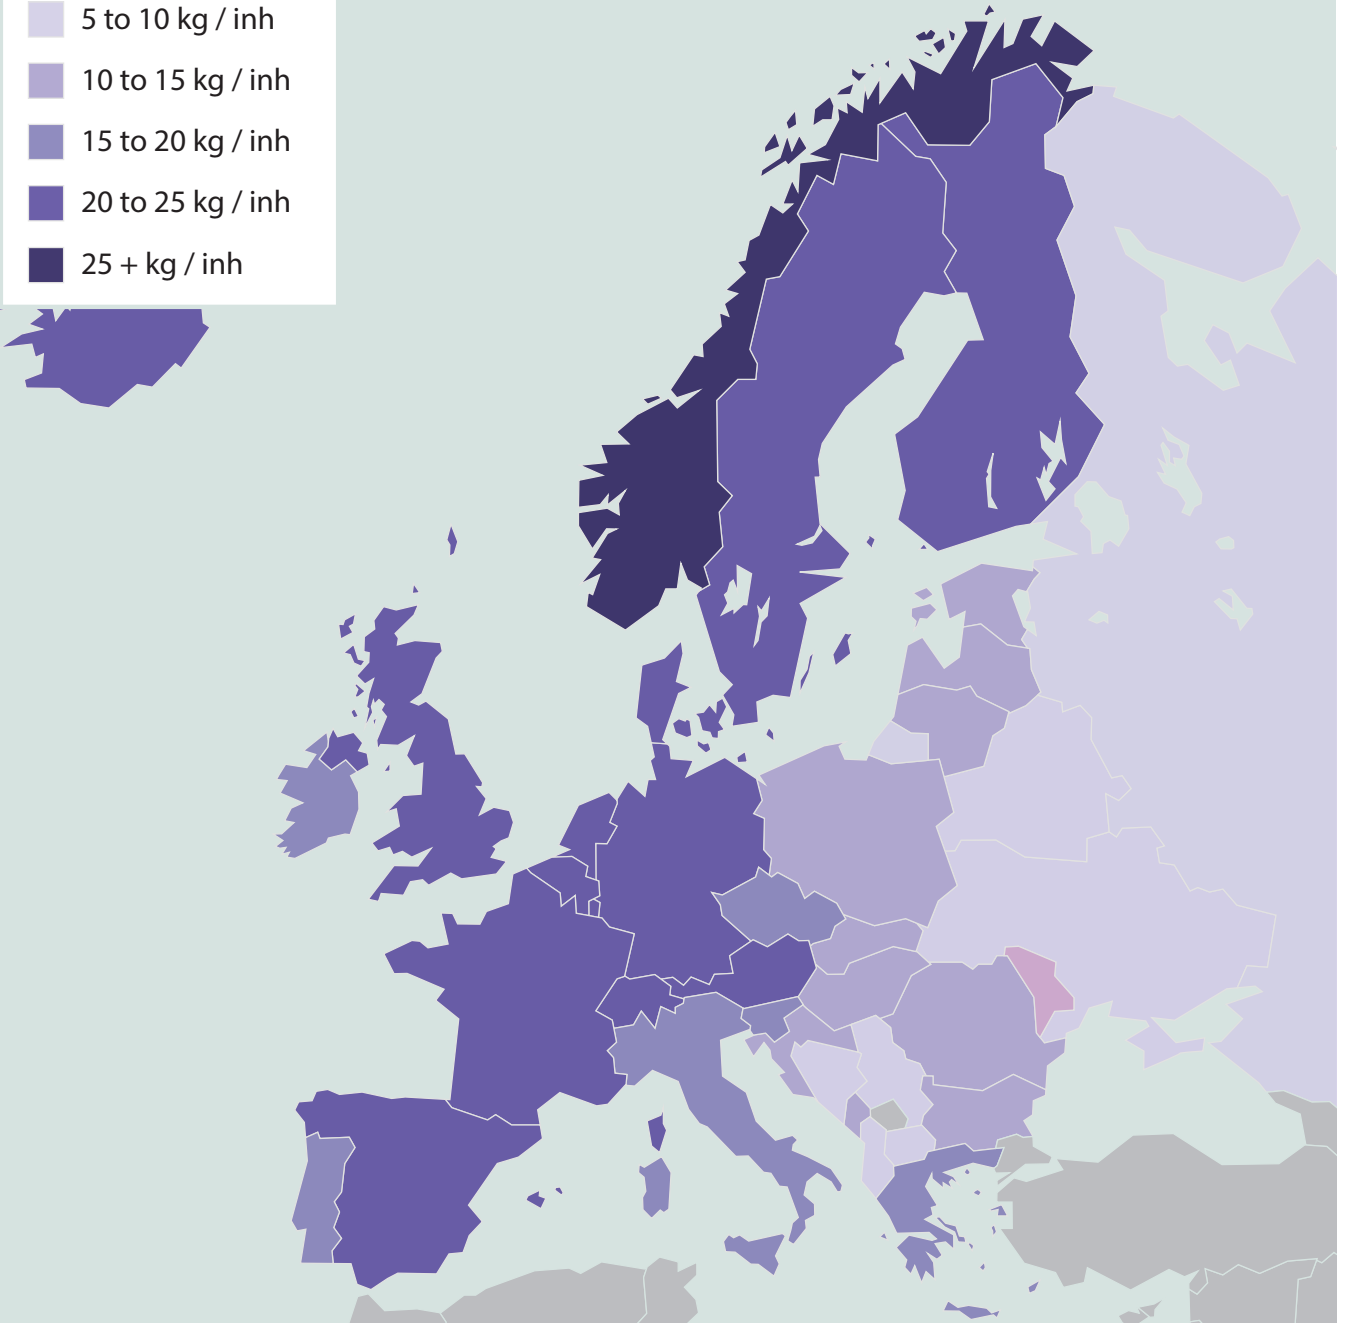 5 to 10 kg / inh
10 to 15 kg / inh
15 to 20 kg / inh
20 to 25 kg / inh
25 + kg / inh